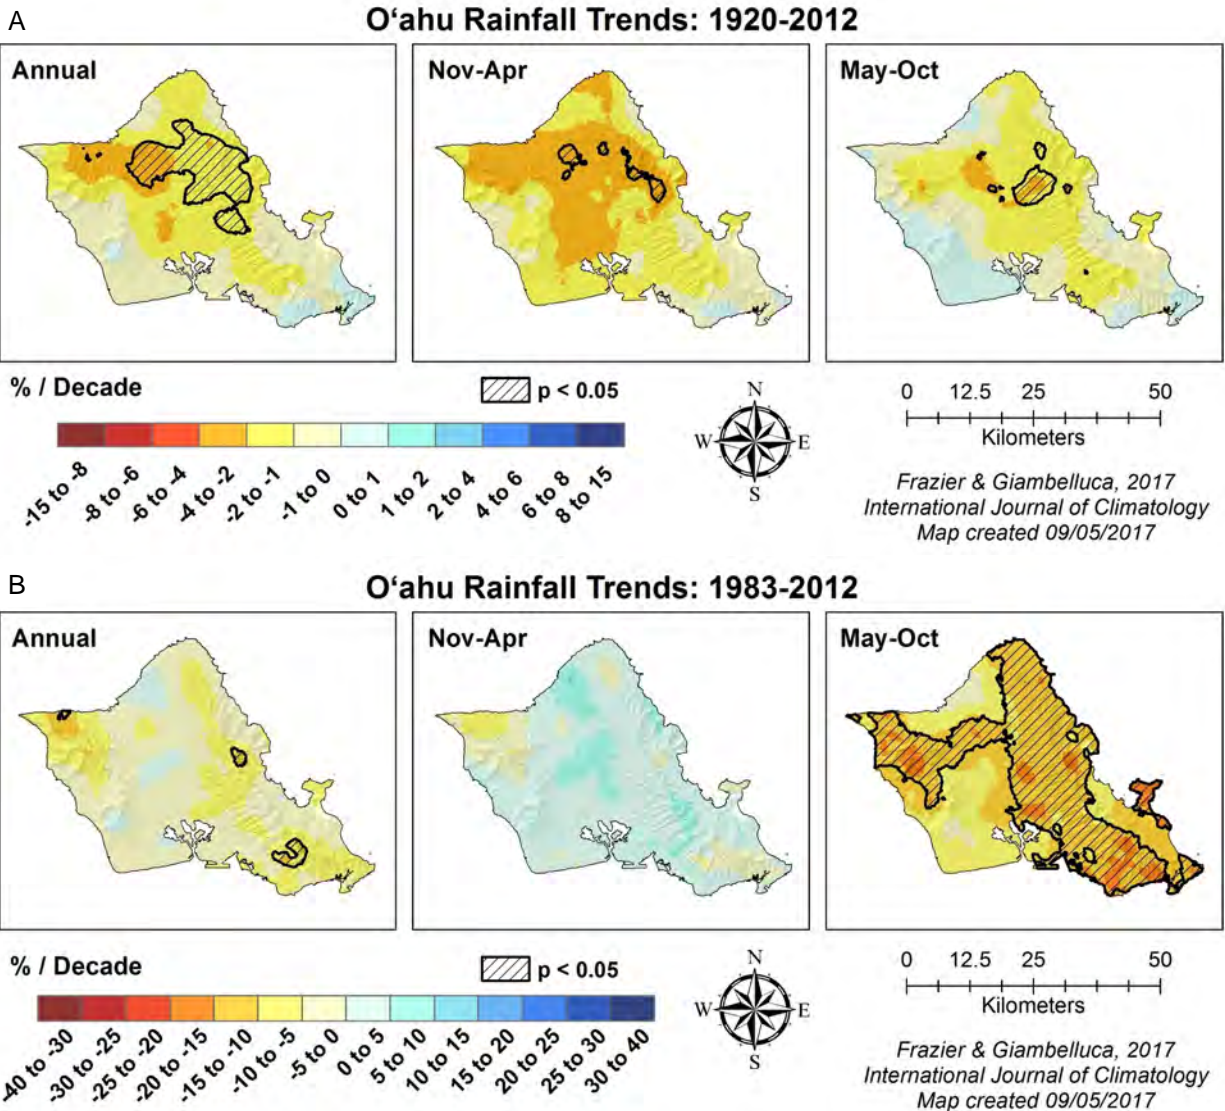 A
Oʻahu Rainfall Trends: 1920-2012
Annual
Nov-Apr
May-Oct
% / Decade
p < 0.05
-15 to -8
-8 to -6
-6 to -4
-4 to -2
-2 to -1
-1 to 0
0 to 1
1 to 2
2 to 4
4 to 6
6 to 8
8 to 15
N
W E
S
0 12.5 25 50
Kilometers
Frazier & Giambelluca, 2017
International Journal of Climatology
Map created 09/05/2017
B
Oʻahu Rainfall Trends: 1983-2012
Annual
Nov-Apr
May-Oct
% / Decade
p < 0.05
-40 to -30
-30 to -25
-25 to -20
-20 to -15
-15 to -10
-10 to -5
-5 to 0
0 to 5
5 to 10
10 to 15
15 to 20
20 to 25
25 to 30
30 to 40
N
W E
S
0 12.5 25 50
Kilometers
Frazier & Giambelluca, 2017
International Journal of Climatology
Map created 09/05/2017